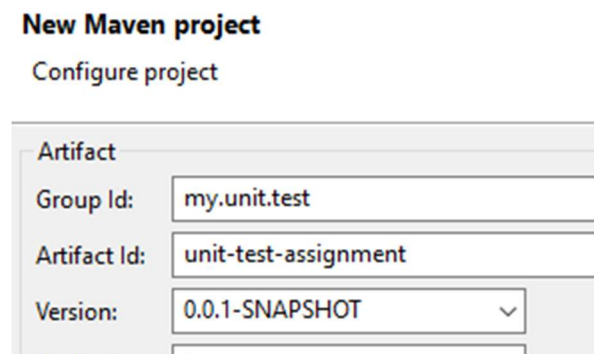 New Maven project
Configure project
Artifact
Group Id: my.unit.test
Artifact Id: unit-test-assignment
Version: 0.0.1-SNAPSHOT